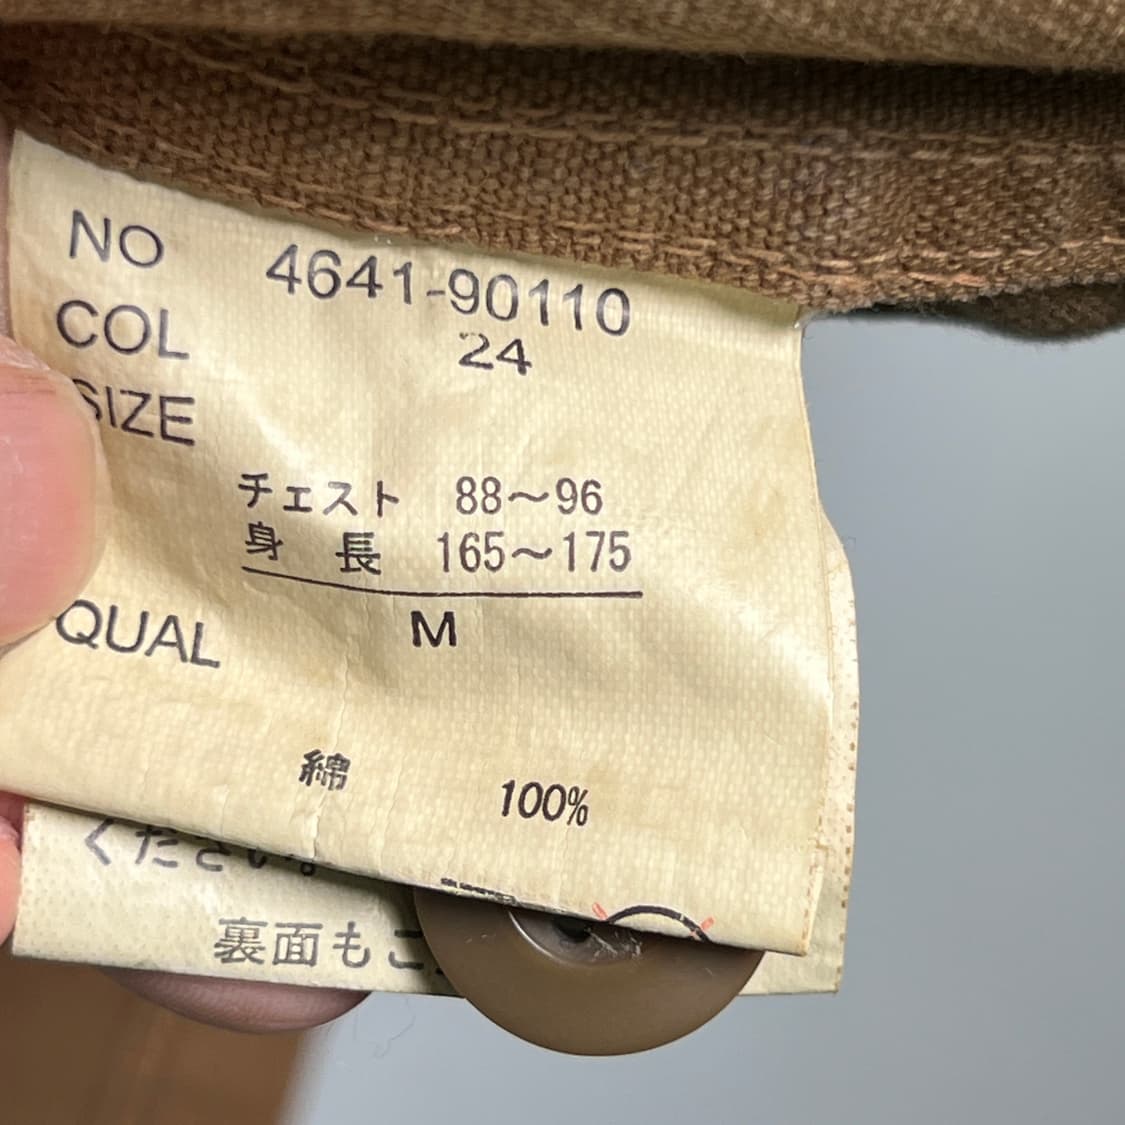 NO 4641-90110
COL 24
SIZE
チェスト 88～96
身 長 165～175
M
QUAL
綿 100%
ください。
裏面もご